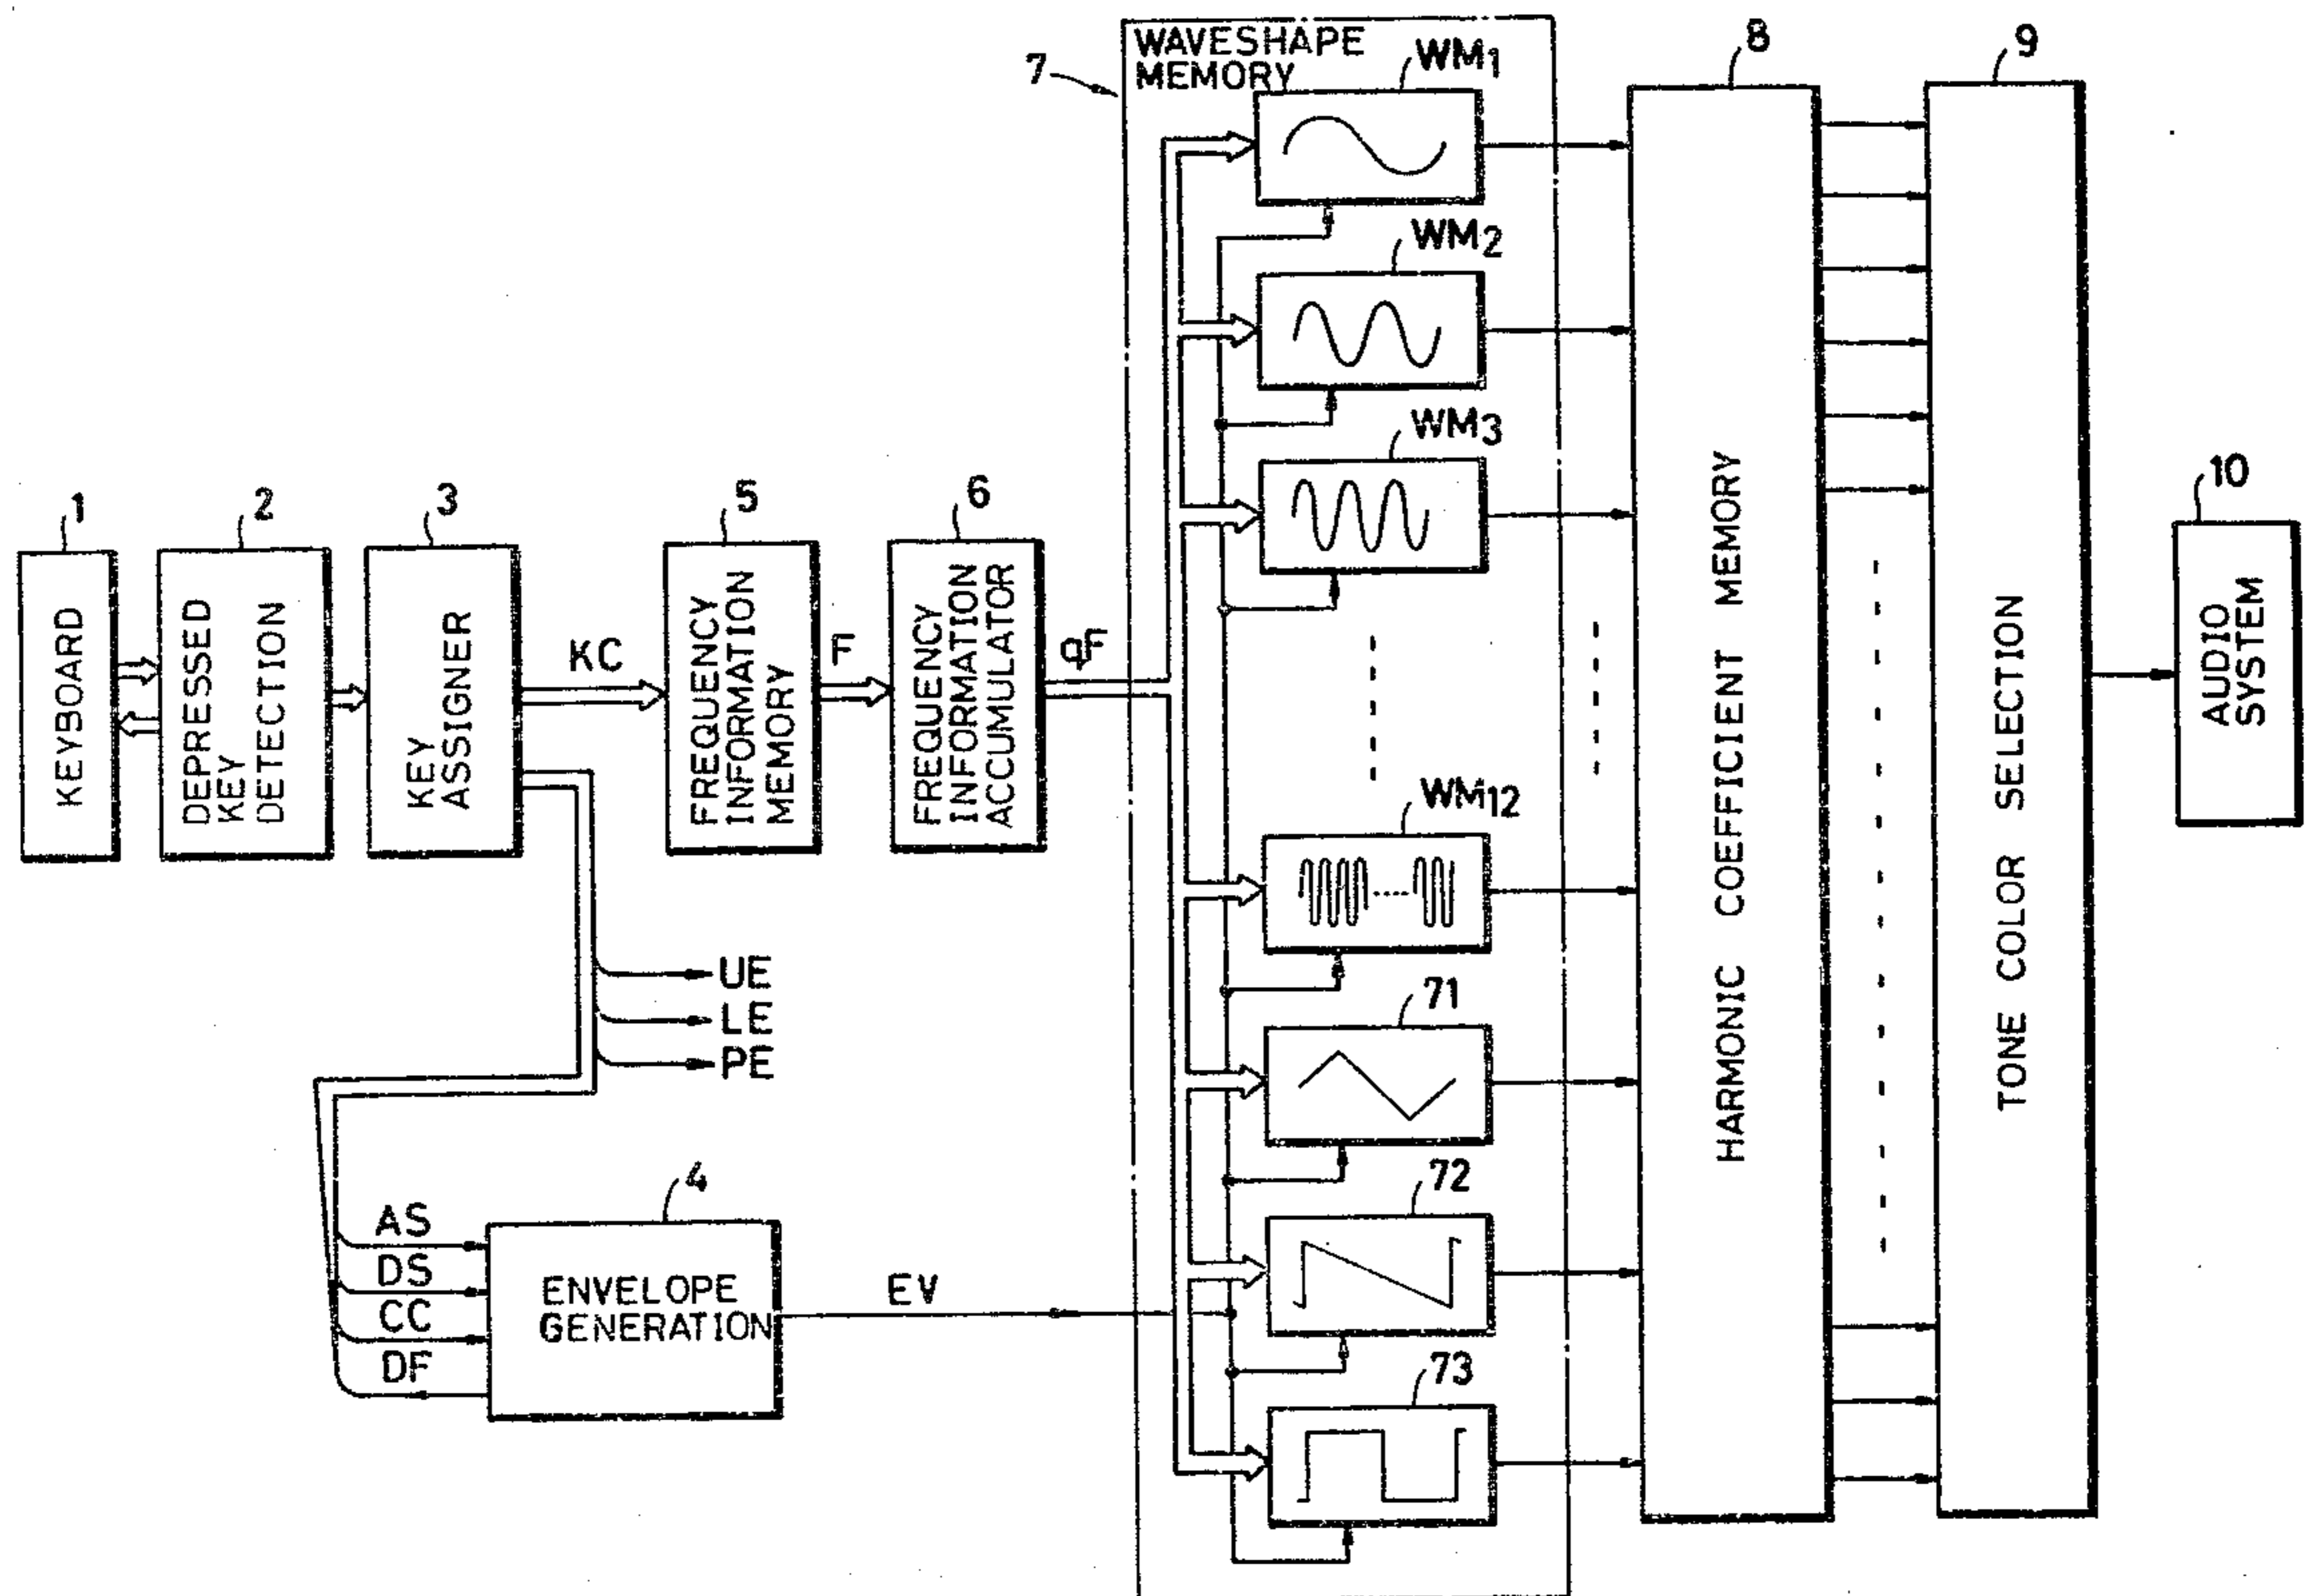 1
KEYBOARD
2
DEPRESSED
KEY
DETECTION
3
KEY
ASSIGNER
KC
5
FREQUENCY
INFORMATION
MEMORY
F
6
FREQUENCY
INFORMATION
ACCUMULATOR
qF
UE
LE
PE
AS
DS
CC
DF
4
ENVELOPE
GENERATION
EV
7
WAVESHAPE
MEMORY
WM1
WM2
WM3
WM12
71
72
73
8
HARMONIC COEFFICIENT MEMORY
9
TONE COLOR SELECTION
10
AUDIO
SYSTEM